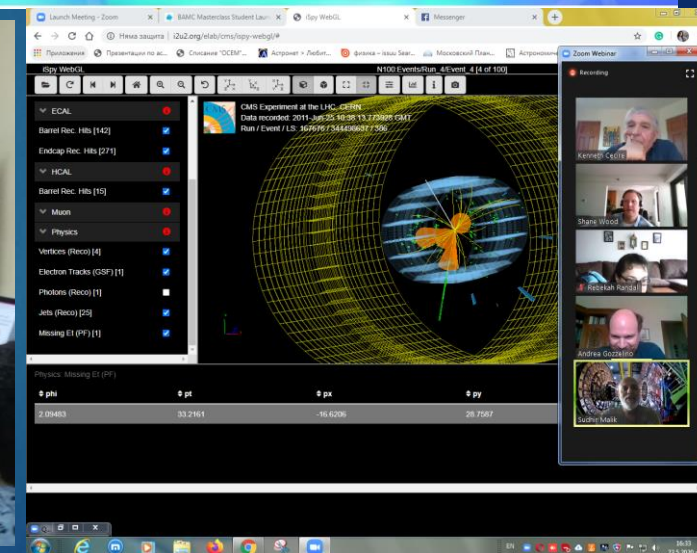 Launch Meeting - Zoom
BAMC Masterclass Student Laun
iSpy WebGL
Messenger
Няма защита | i2u2.org/elab/cms/ispy-webgl/#
Приложения
Презентации по ас...
Списание "ОСЕМ"...
Астронет » Любит...
Московский План...
iSpy WebGL
N100:Events/Run_4/Event_4 [4 of 100]
Zoom Webinar
Recording
ECAL
Barrel Rec. Hits [142]
Endcap Rec. Hits [271]
HCAL
Barrel Rec. Hits [15]
Muon
Physics
Vertices (Reco) [4]
Electron Tracks (GSF) [1]
Photons (Reco) [1]
Jets (Reco) [25]
Missing Et (PF) [1]
CMS Experiment at the LHC, CERN
Data recorded: 2011-Jun-25 10:38:13.773928 GMT
Run / Event / LS: 167676 / 344496637 / 386
Kenneth Cecire
Shane Wood
Rebekah Randall
Andrea Gozzelino
Sudhir Malik
Physics: Missing Et (PF)
phi pt px py
2.09483 33.2161 -16.6206 28.7587
EN
16:33